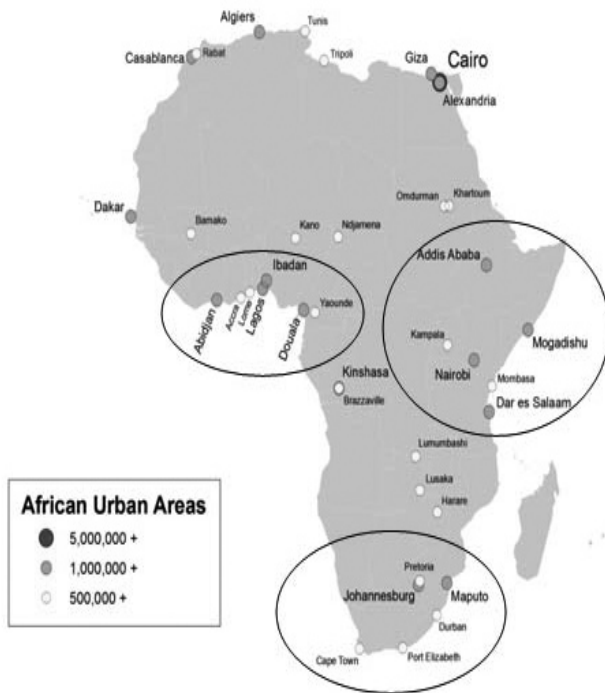 Algiers
Tunis
Casablanca
Rabat
Tripoli
Giza
Cairo
Alexandria
Dakar
Bamako
Kano
Ndjamena
Omdurman
Khartoum
Ibadan
Addis Ababa
Abidjan
Accra
Lome
Lagos
Douala
Yaounde
Kampala
Mogadishu
Nairobi
Kinshasa
Mombasa
Brazzaville
Dar es Salaam
Lumumbashi
Lusaka
Harare
African Urban Areas
5,000,000 +
1,000,000 +
500,000 +
Pretoria
Johannesburg
Maputo
Durban
Cape Town
Port Elizabeth